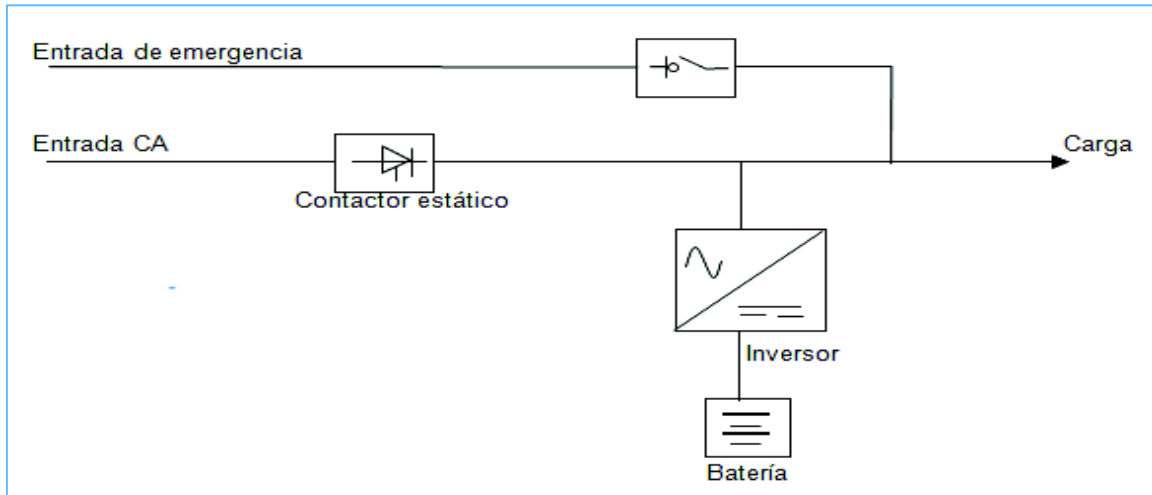 Entrada de emergencia
Entrada CA
Carga
Contactor estático
Inversor
Batería